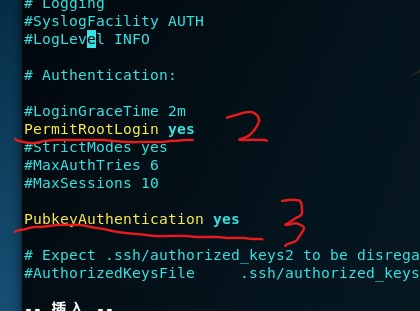 # Logging
#SyslogFacility AUTH
#LogLevel INFO
# Authentication:
#LoginGraceTime 2m
PermitRootLogin yes 2
#StrictModes yes
#MaxAuthTries 6
#MaxSessions 10
PubkeyAuthentication yes 3
# Expect .ssh/authorized_keys2 to be disrega
#AuthorizedKeysFile .ssh/authorized_keys
-- 插入 --